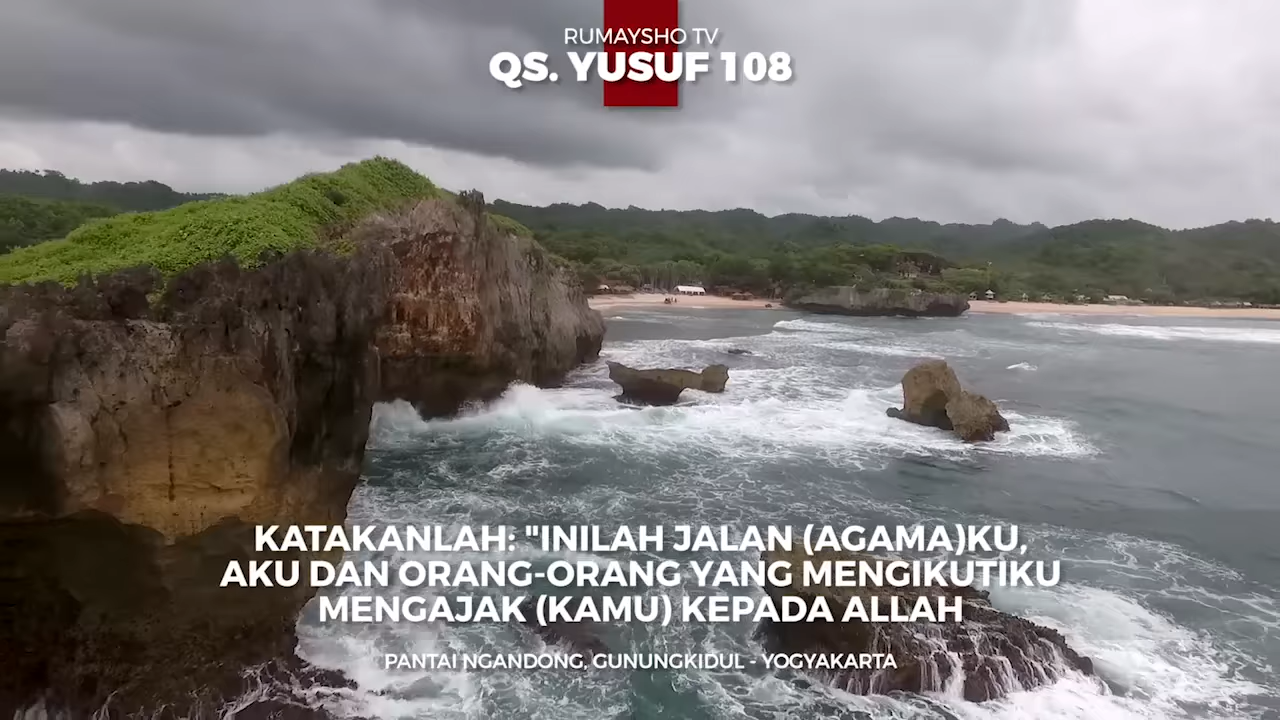 RUMAYSHO TV
QS. YUSUF 108
KATAKANLAH: "INILAH JALAN (AGAMA)KU,
AKU DAN ORANG-ORANG YANG MENGIKUTIKU
MENGAJAK (KAMU) KEPADA ALLAH
PANTAI NGANDONG, GUNUNGKIDUL - YOGYAKARTA